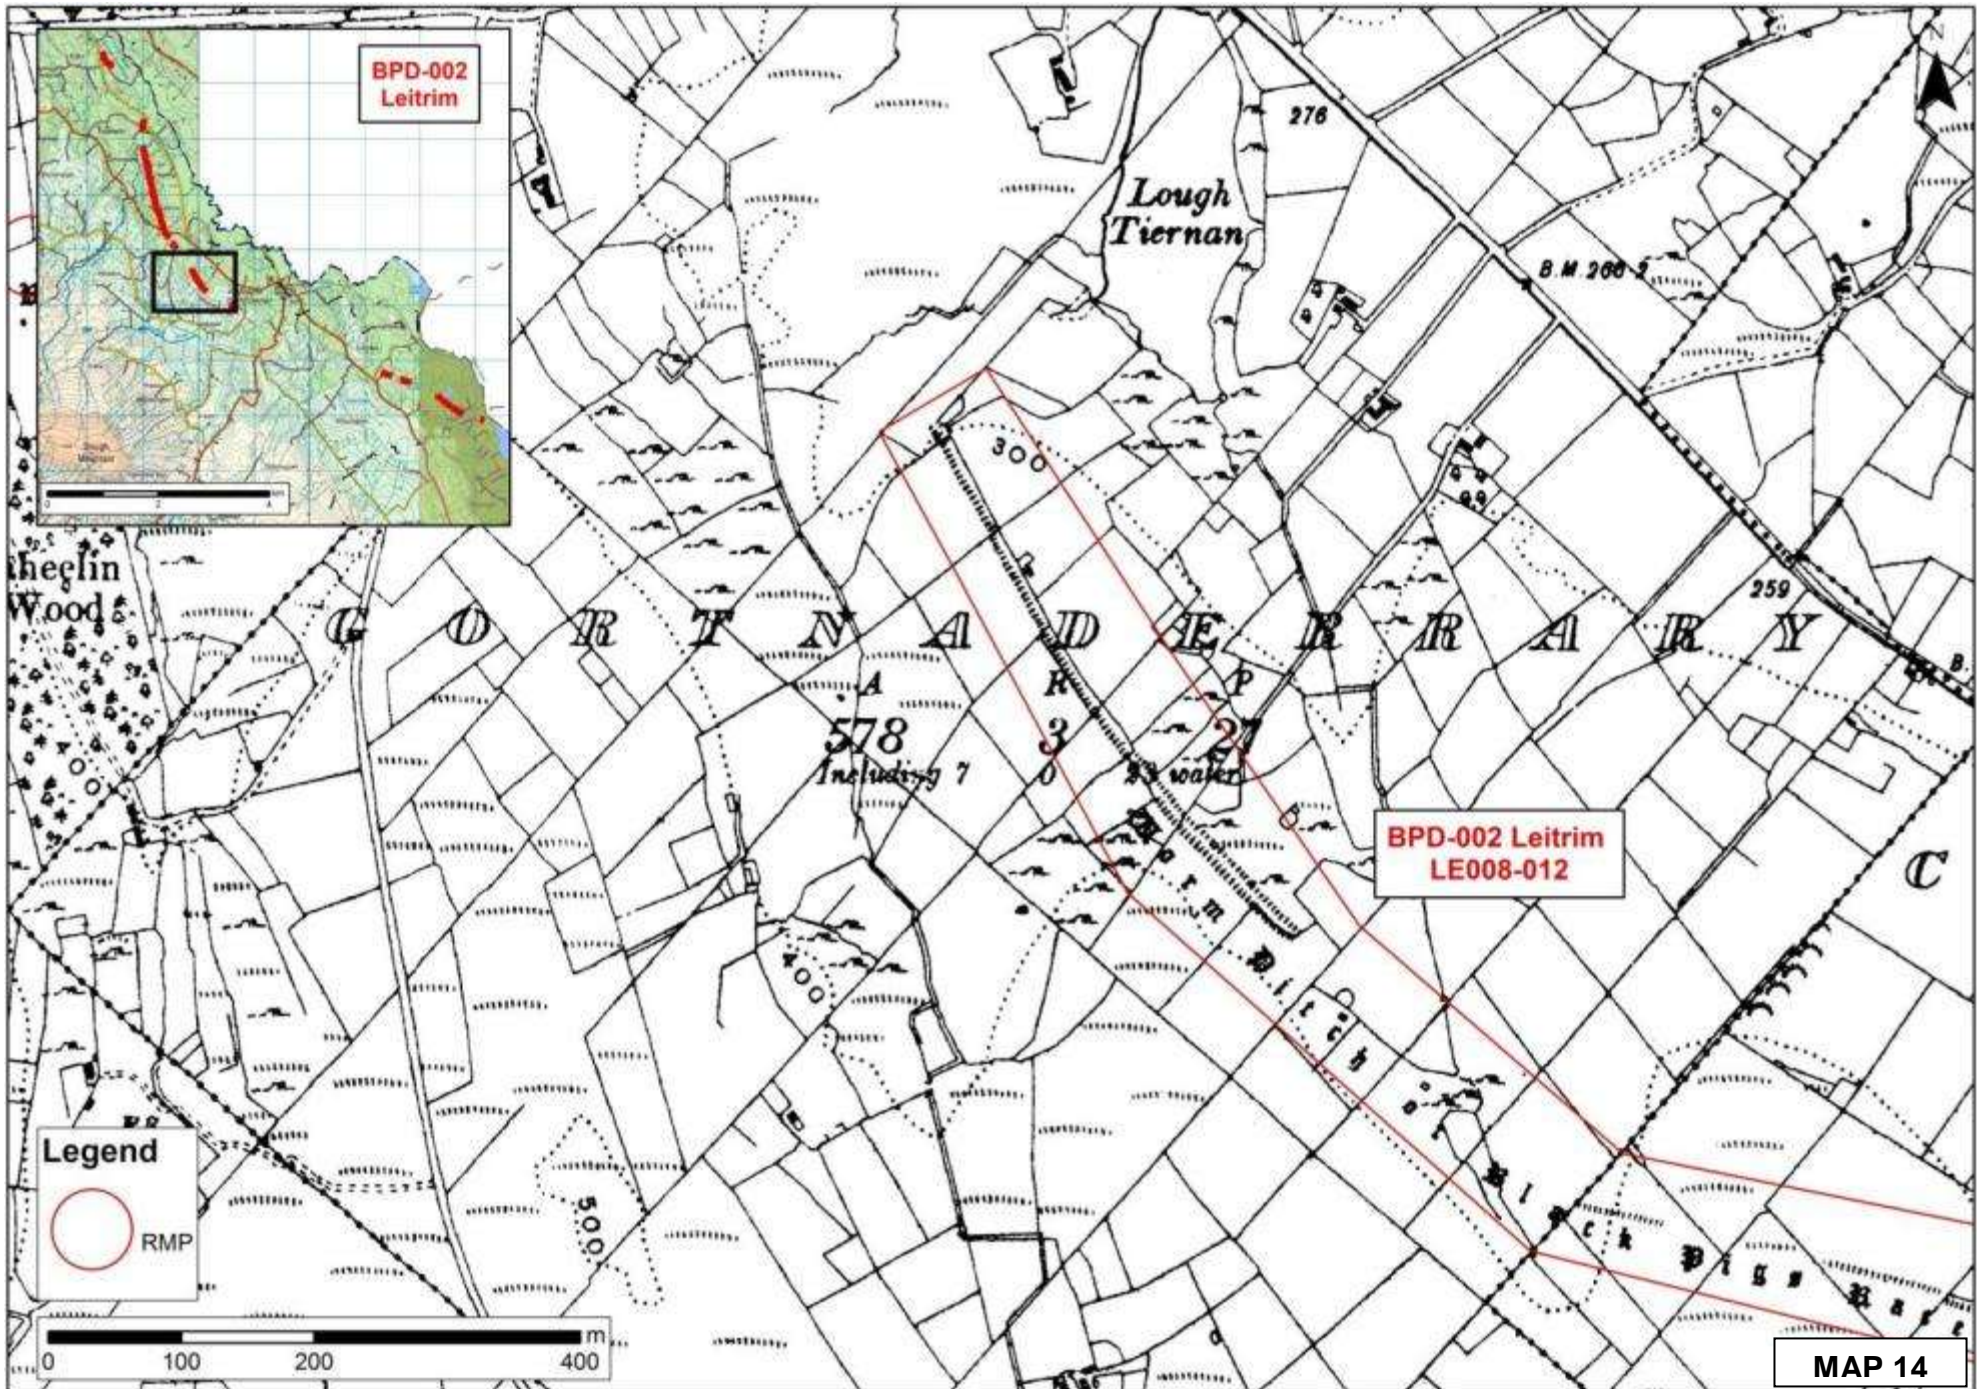 BPD-002
Leitrim
276
Lough
Tiernan
B.M. 266·2
300
Wood
259
GORTNADERRARY
A R P
578 3 27
Including 7 0 23 water
BPD-002 Leitrim
LE008-012
C
Worm Ditch
400
500
Black Pigs Race
Legend
RMP
m
0 100 200 400
MAP 14